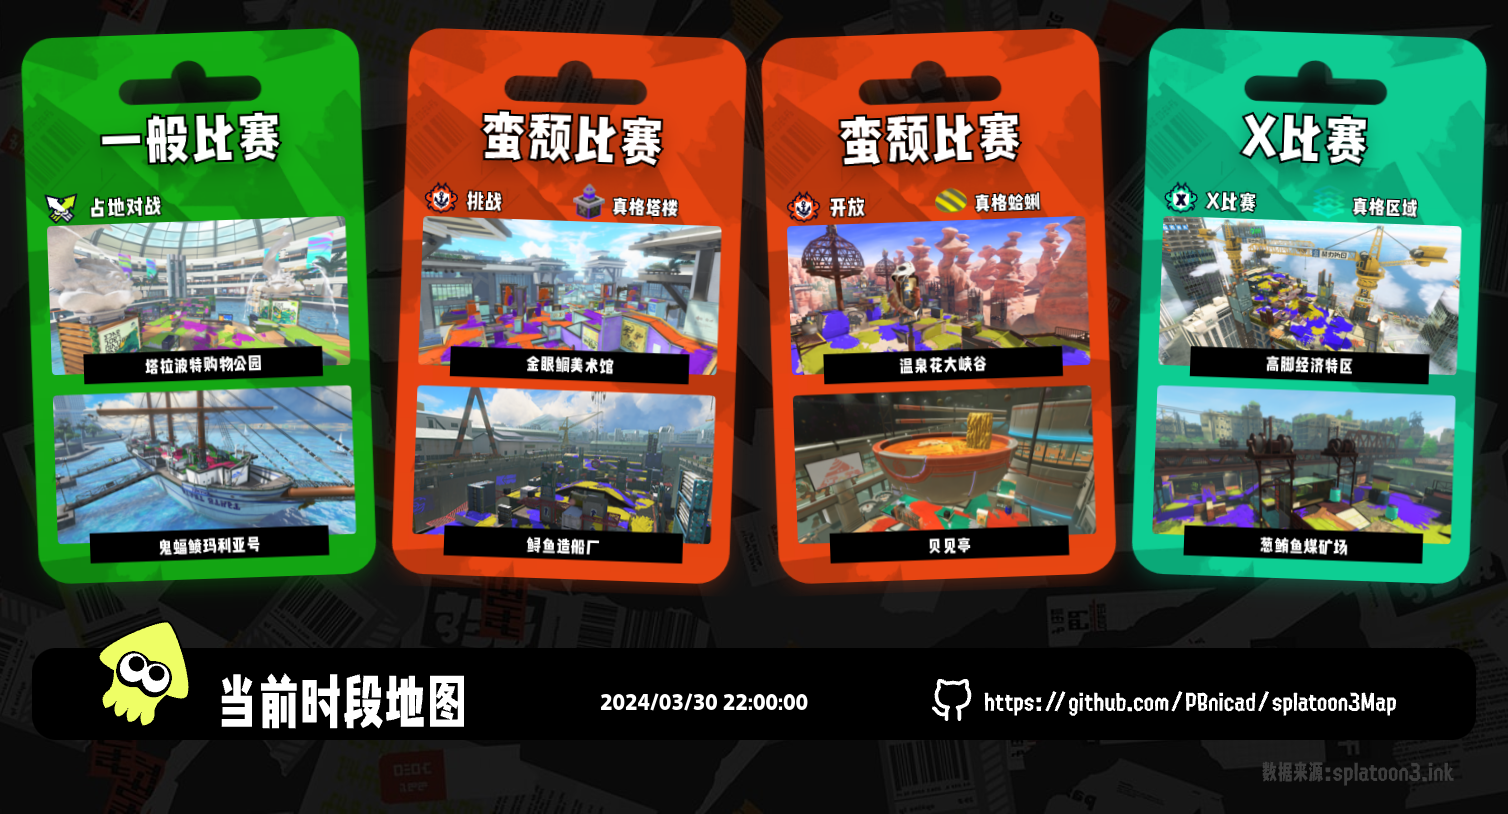 一般比赛
占地对战
塔拉波特购物公园
鬼蝠鲼玛利亚号
蛮颓比赛
挑战
真格塔楼
金眼鲷美术馆
鲟鱼造船厂
蛮颓比赛
开放
真格蛤蜊
温泉花大峡谷
贝见亭
X比赛
X比赛
真格区域
高脚经济特区
葱鲔鱼煤矿场
当前时段地图
2024/03/30 22:00:00
https://github.com/PBnicad/splatoon3Map
数据来源:splatoon3.ink